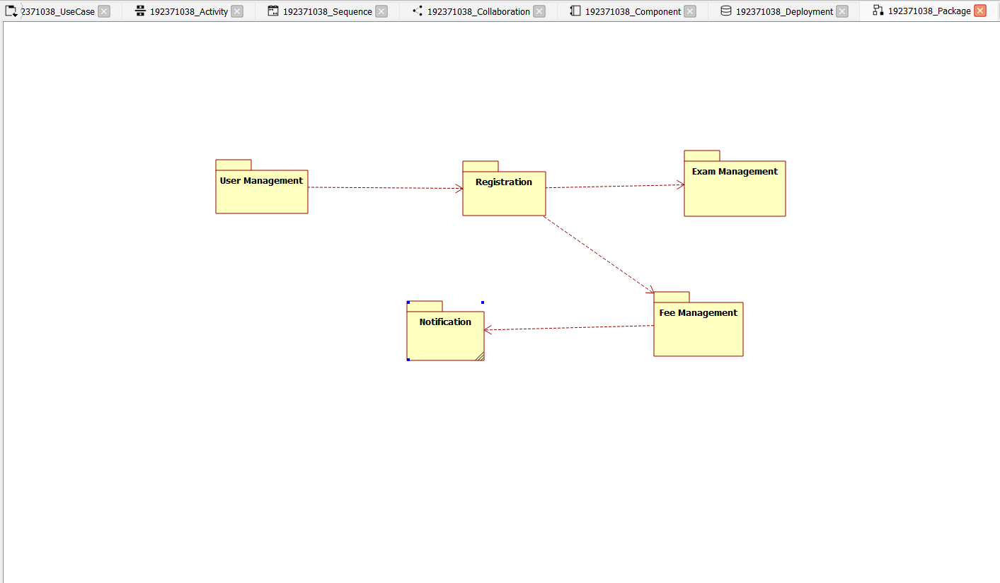 2371038_UseCase
192371038_Activity
192371038_Sequence
192371038_Collaboration
192371038_Component
192371038_Deployment
192371038_Package
User Management
Registration
Exam Management
Notification
Fee Management